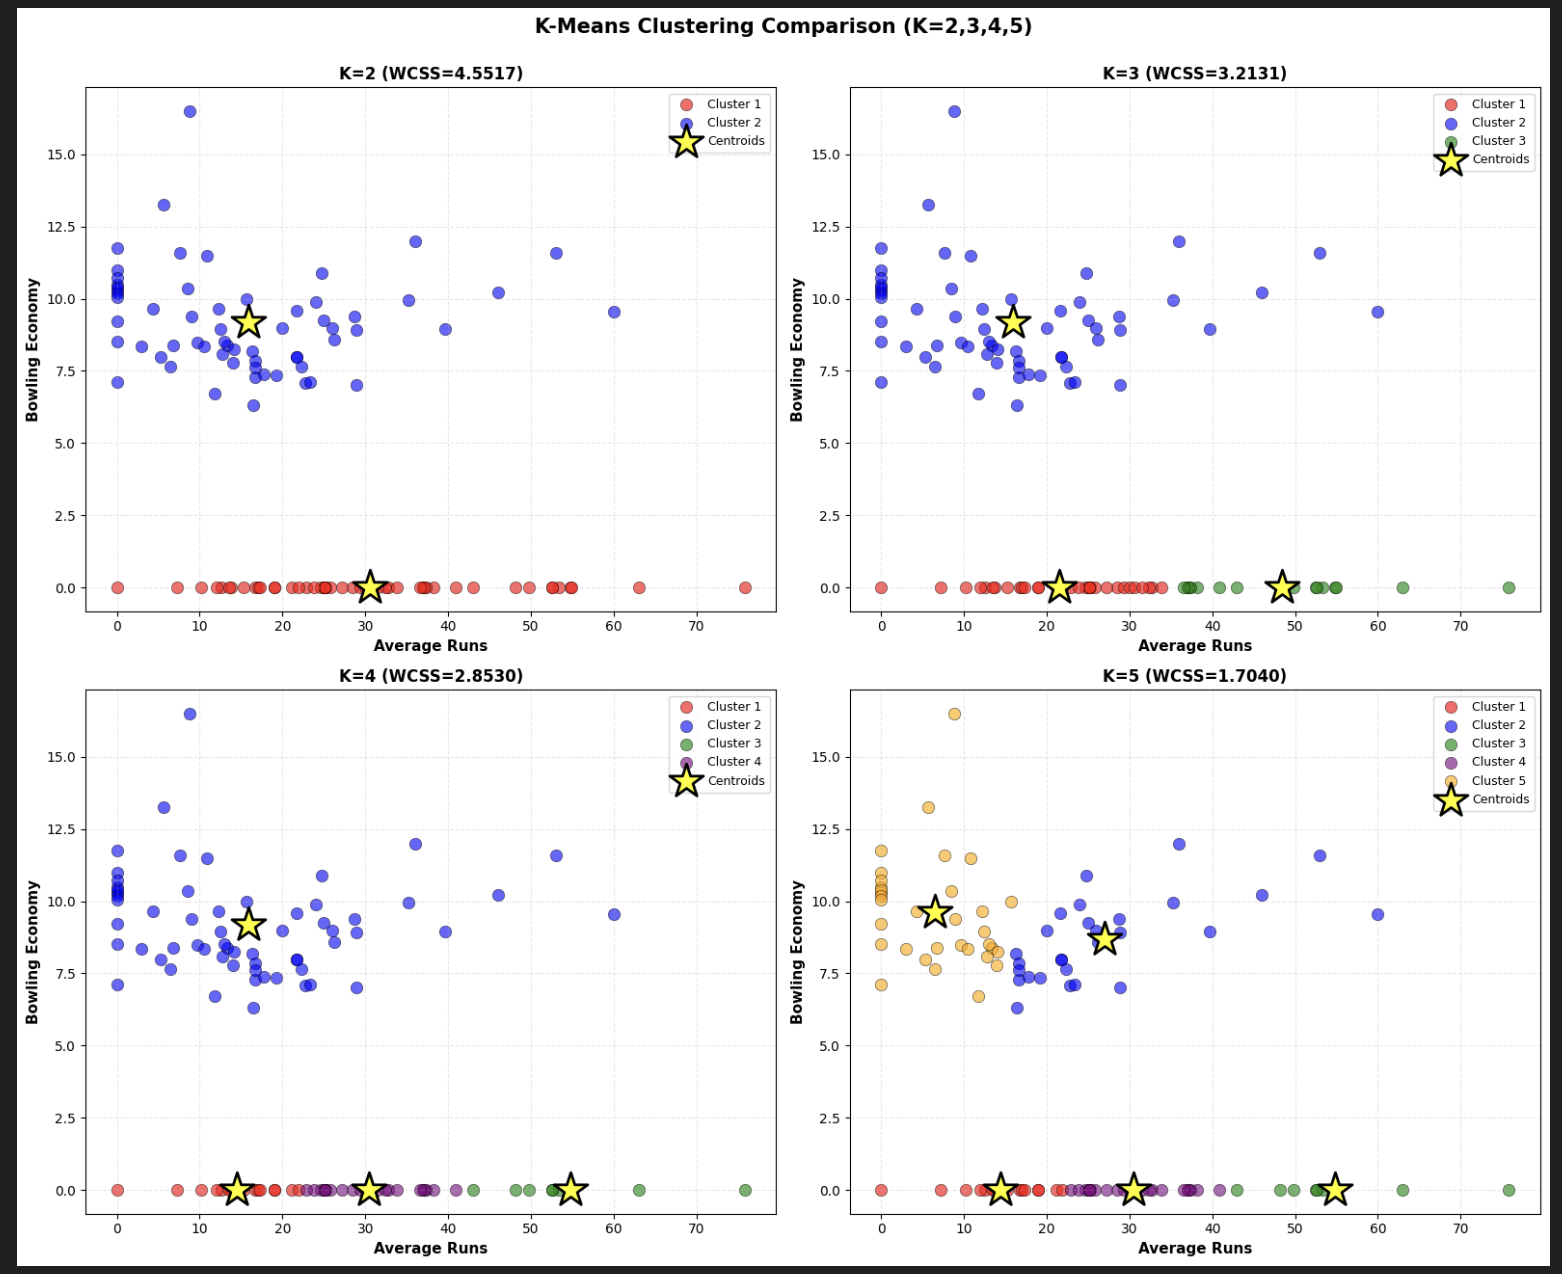 K-Means Clustering Comparison (K=2,3,4,5)
K=2 (WCSS=4.5517)
Cluster 1
Cluster 2
Centroids
15.0
12.5
10.0
7.5
5.0
2.5
0.0
Bowling Economy
0 10 20 30 40 50 60 70
Average Runs
K=3 (WCSS=3.2131)
Cluster 1
Cluster 2
Cluster 3
Centroids
15.0
12.5
10.0
7.5
5.0
2.5
0.0
Bowling Economy
0 10 20 30 40 50 60 70
Average Runs
K=4 (WCSS=2.8530)
Cluster 1
Cluster 2
Cluster 3
Cluster 4
Centroids
15.0
12.5
10.0
7.5
5.0
2.5
0.0
Bowling Economy
0 10 20 30 40 50 60 70
Average Runs
K=5 (WCSS=1.7040)
Cluster 1
Cluster 2
Cluster 3
Cluster 4
Cluster 5
Centroids
15.0
12.5
10.0
7.5
5.0
2.5
0.0
Bowling Economy
0 10 20 30 40 50 60 70
Average Runs